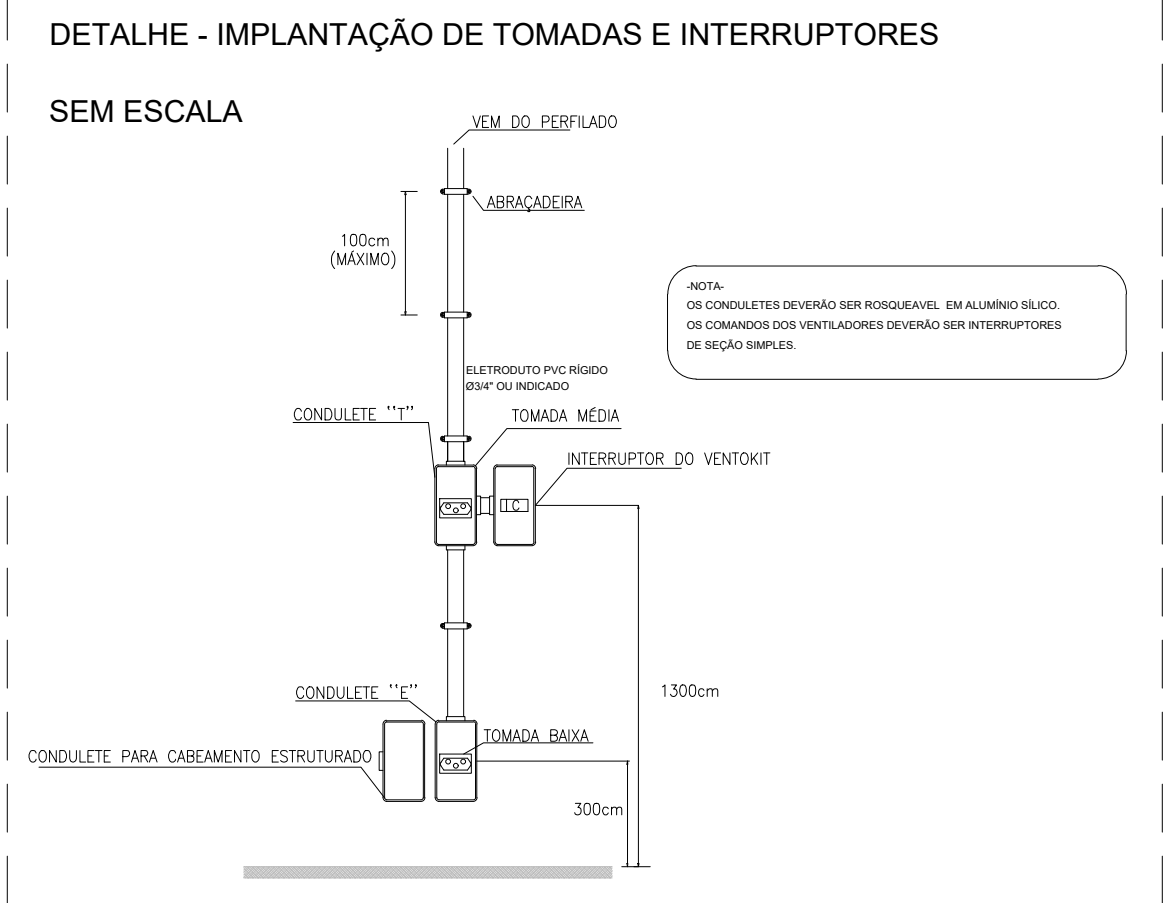 DETALHE - IMPLANTAÇÃO DE TOMADAS E INTERRUPTORES
SEM ESCALA
VEM DO PERFILADO
ABRAÇADEIRA
100cm
(MÁXIMO)
-NOTA-
OS CONDULETES DEVERÃO SER ROSQUEAVEL EM ALUMÍNIO SÍLICO.
OS COMANDOS DOS VENTILADORES DEVERÃO SER INTERRUPTORES
DE SEÇÃO SIMPLES.
ELETRODUTO PVC RÍGIDO
Ø3/4" OU INDICADO
CONDULETE ‘‘T’’
TOMADA MÉDIA
INTERRUPTOR DO VENTOKIT
IC
1300cm
CONDULETE ‘‘E’’
TOMADA BAIXA
CONDULETE PARA CABEAMENTO ESTRUTURADO
300cm